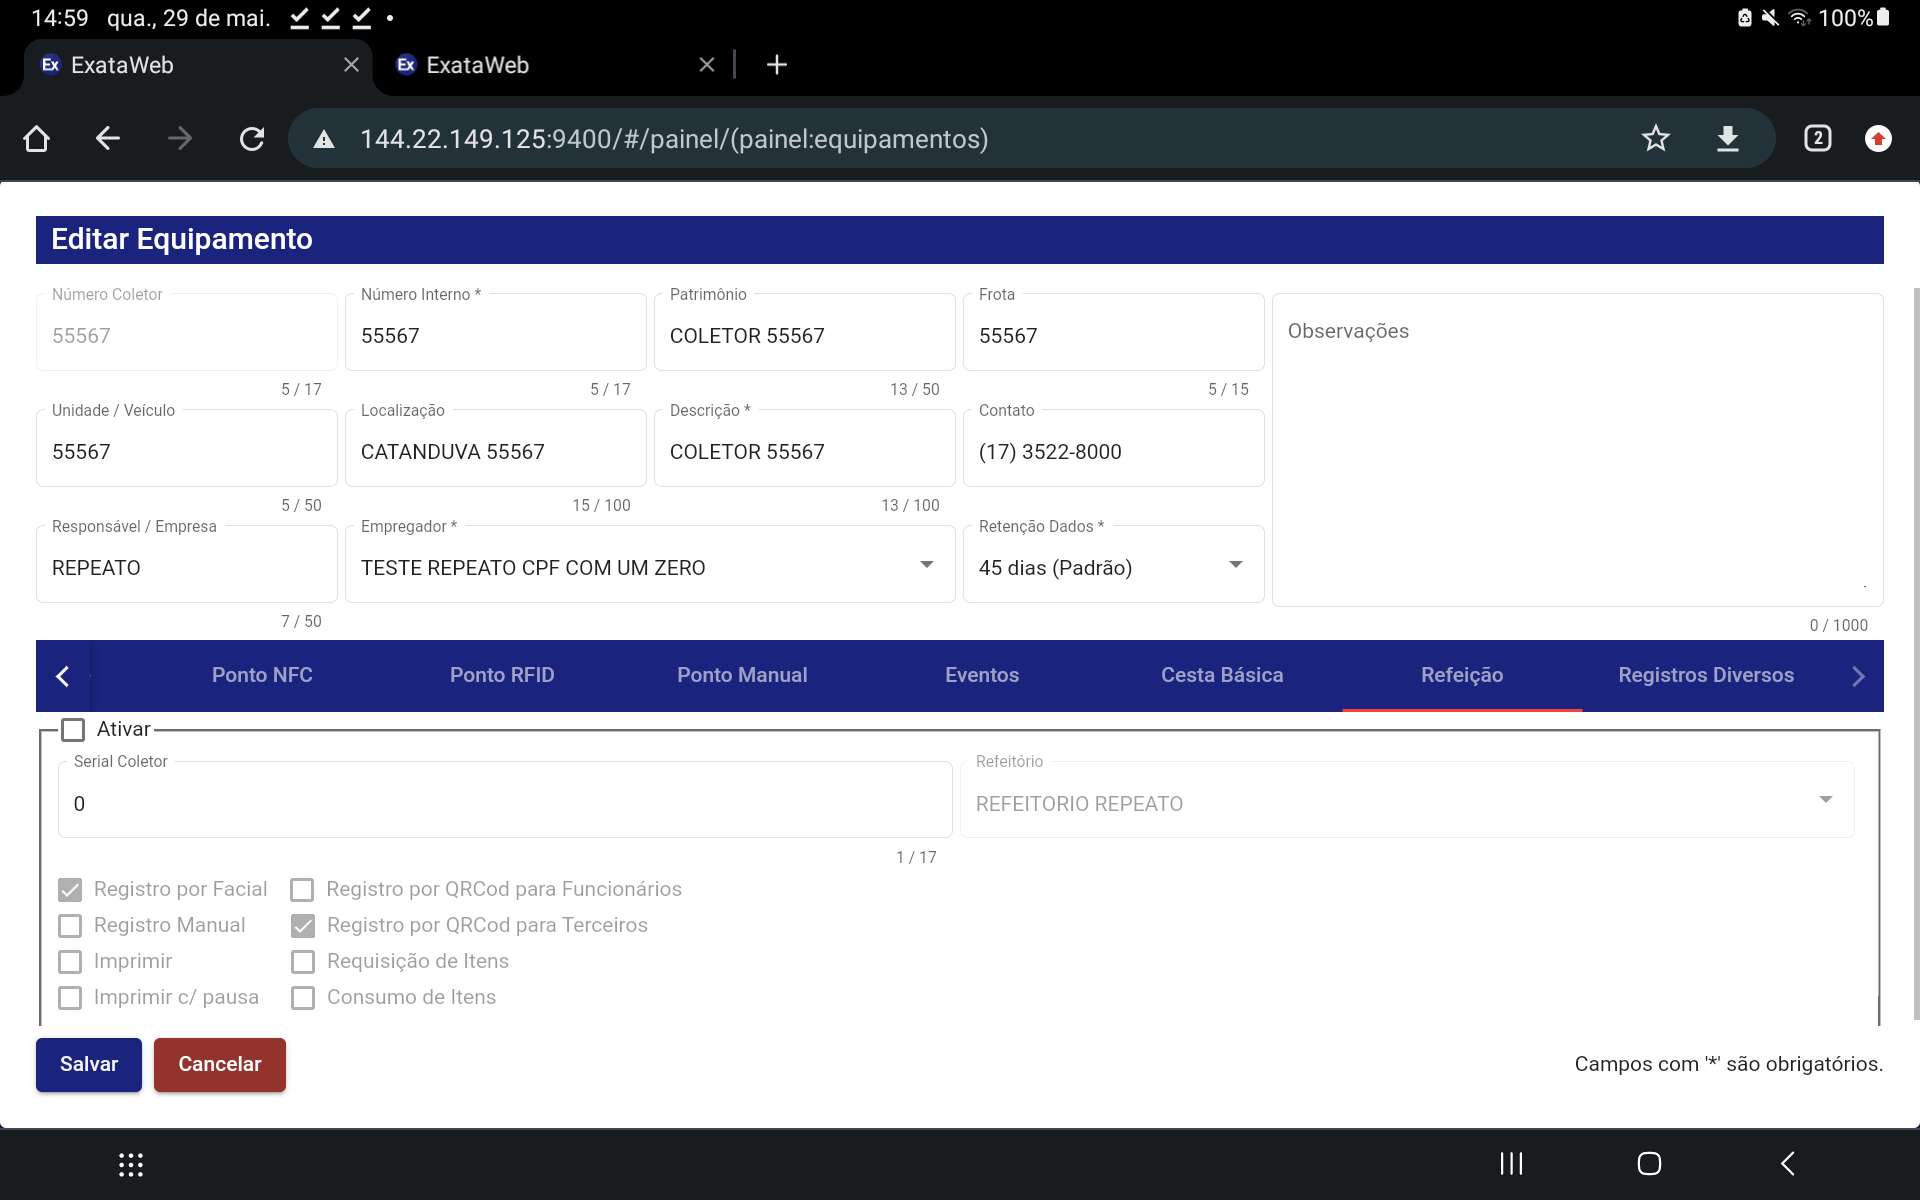 14:59 qua., 29 de mai. 100%
Ex ExataWeb Ex ExataWeb
144.22.149.125:9400/#/painel/(painel:equipamentos) 2
Editar Equipamento
Número Coletor Número Interno * Patrimônio Frota
55567 55567 COLETOR 55567 55567 Observações
5 / 17 5 / 17 13 / 50 5 / 15
Unidade / Veículo Localização Descrição * Contato
55567 CATANDUVA 55567 COLETOR 55567 (17) 3522-8000
5 / 50 15 / 100 13 / 100
Responsável / Empresa Empregador * Retenção Dados *
REPEATO TESTE REPEATO CPF COM UM ZERO 45 dias (Padrão)
7 / 50 0 / 1000
Ponto NFC Ponto RFID Ponto Manual Eventos Cesta Básica Refeição Registros Diversos
Ativar
Serial Coletor Refeitório
0 REFEITORIO REPEATO
1 / 17
Registro por Facial Registro por QRCod para Funcionários
Registro Manual Registro por QRCod para Terceiros
Imprimir Requisição de Itens
Imprimir c/ pausa Consumo de Itens
Salvar Cancelar Campos com '*' são obrigatórios.